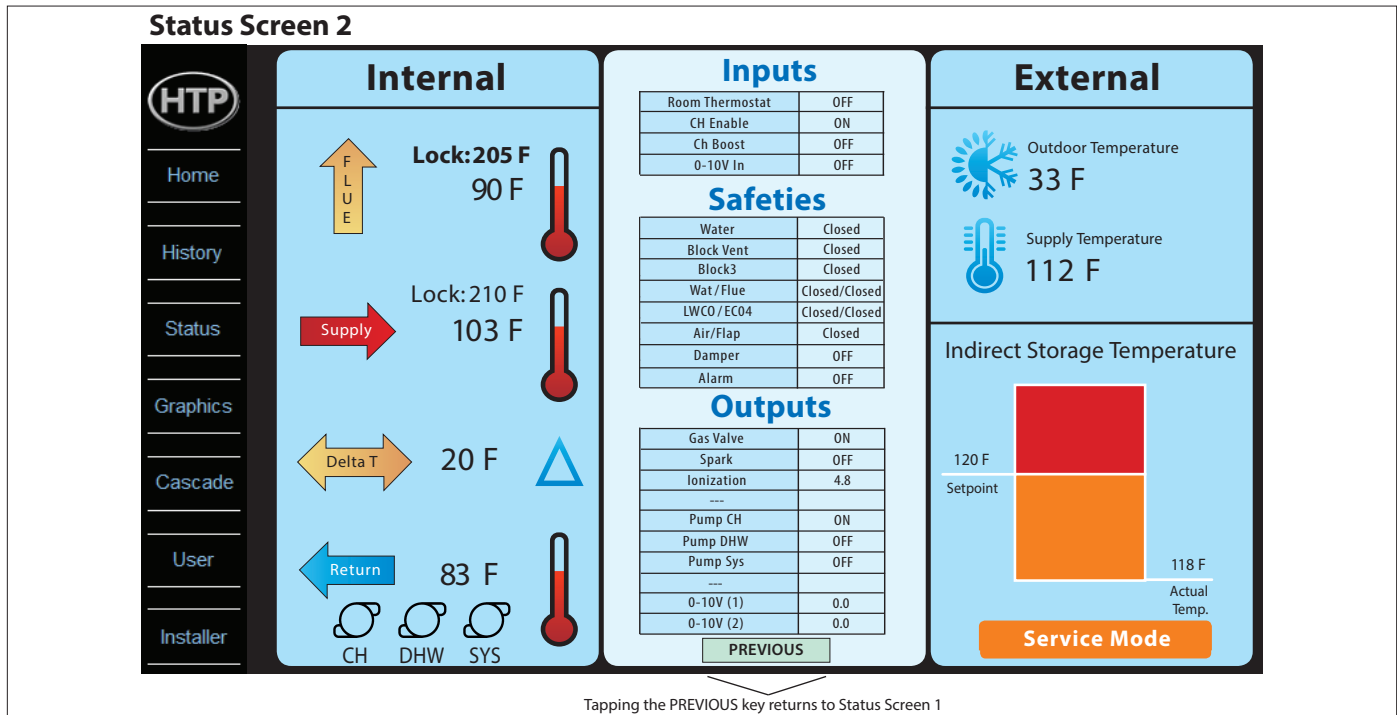 Status Screen 2
HTP
Home
History
Status
Graphics
Cascade
User
Installer
Internal
FLUE
Lock: 205 F
90 F
Lock: 210 F
Supply
103 F
Delta T
20 F
Return
83 F
CH DHW SYS
Inputs
Room Thermostat OFF
CH Enable ON
Ch Boost OFF
0-10V In OFF
Safeties
Water Closed
Block Vent Closed
Block3 Closed
Wat / Flue Closed/Closed
LWCO / EC04 Closed/Closed
Air/Flap Closed
Damper OFF
Alarm OFF
Outputs
Gas Valve ON
Spark OFF
Ionization 4.8
---
Pump CH ON
Pump DHW OFF
Pump Sys OFF
---
0-10V (1) 0.0
0-10V (2) 0.0
PREVIOUS
External
Outdoor Temperature
33 F
Supply Temperature
112 F
Indirect Storage Temperature
120 F
Setpoint
118 F
Actual
Temp.
Service Mode
Tapping the PREVIOUS key returns to Status Screen 1